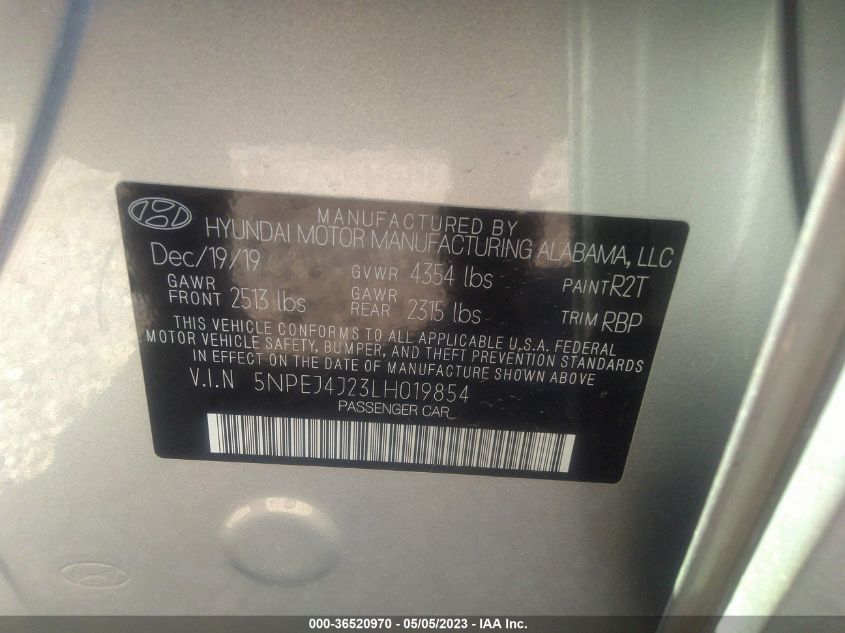 MANUFACTURED BY
HYUNDAI MOTOR MANUFACTURING ALABAMA, LLC
Dec/19/19 GVWR 4354 lbs PAINT R2T
GAWR FRONT 2513 lbs GAWR REAR 2315 lbs TRIM RBP
THIS VEHICLE CONFORMS TO ALL APPLICABLE U.S.A. FEDERAL
MOTOR VEHICLE SAFETY, BUMPER, AND THEFT PREVENTION STANDARDS
IN EFFECT ON THE DATE OF MANUFACTURE SHOWN ABOVE
V.I.N 5NPEJ4J23LH019854
PASSENGER CAR
000-36520970 - 05/05/2023 - IAA Inc.